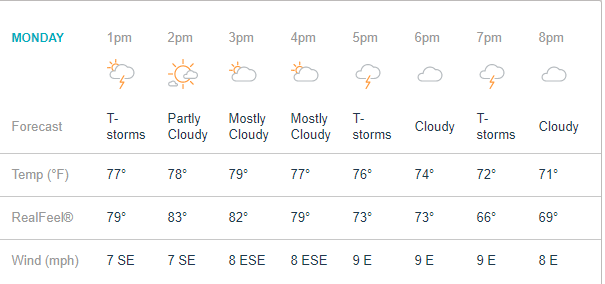 MONDAY 1pm 2pm 3pm 4pm 5pm 6pm 7pm 8pm
Forecast T-storms Partly Cloudy Mostly Cloudy Mostly Cloudy T-storms Cloudy T-storms Cloudy
Temp (°F) 77° 78° 79° 77° 76° 74° 72° 71°
RealFeel® 79° 83° 82° 79° 73° 73° 66° 69°
Wind (mph) 7 SE 7 SE 8 ESE 8 ESE 9 E 9 E 9 E 8 E